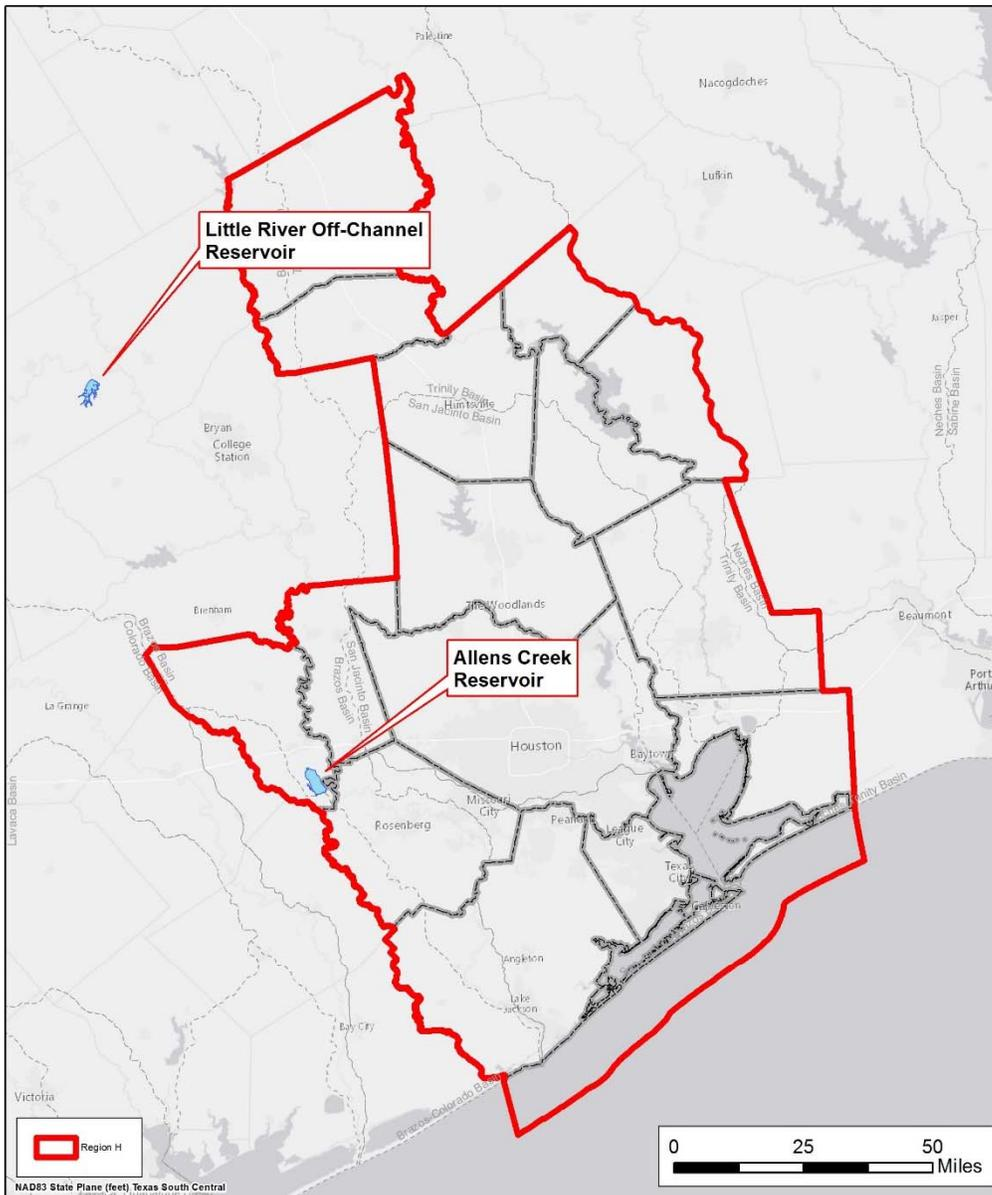 Palestine
Nacogdoches
Lufkin
Little River Off-Channel
Reservoir
Jasper
Trinity Basin
Huntsville
San Jacinto Basin
Neches Basin
Sabine Basin
Bryan
College
Station
Neches Basin
Trinity Basin
Brenham
The Woodlands
Beaumont
Brazos Basin
Colorado Basin
San Jacinto Basin
Brazos Basin
Allens Creek
Reservoir
Port
Arthur
La Grange
Houston
Baytown
Lavaca Basin
Missouri
City
Rosenberg
League
City
Trinity Basin
Texas
City
Galveston
Angleton
Lake
Jackson
Bay City
Brazos-Colorado Basin
Victoria
Region H
0 25 50
Miles
NAD83 State Plane (feet) Texas South Central